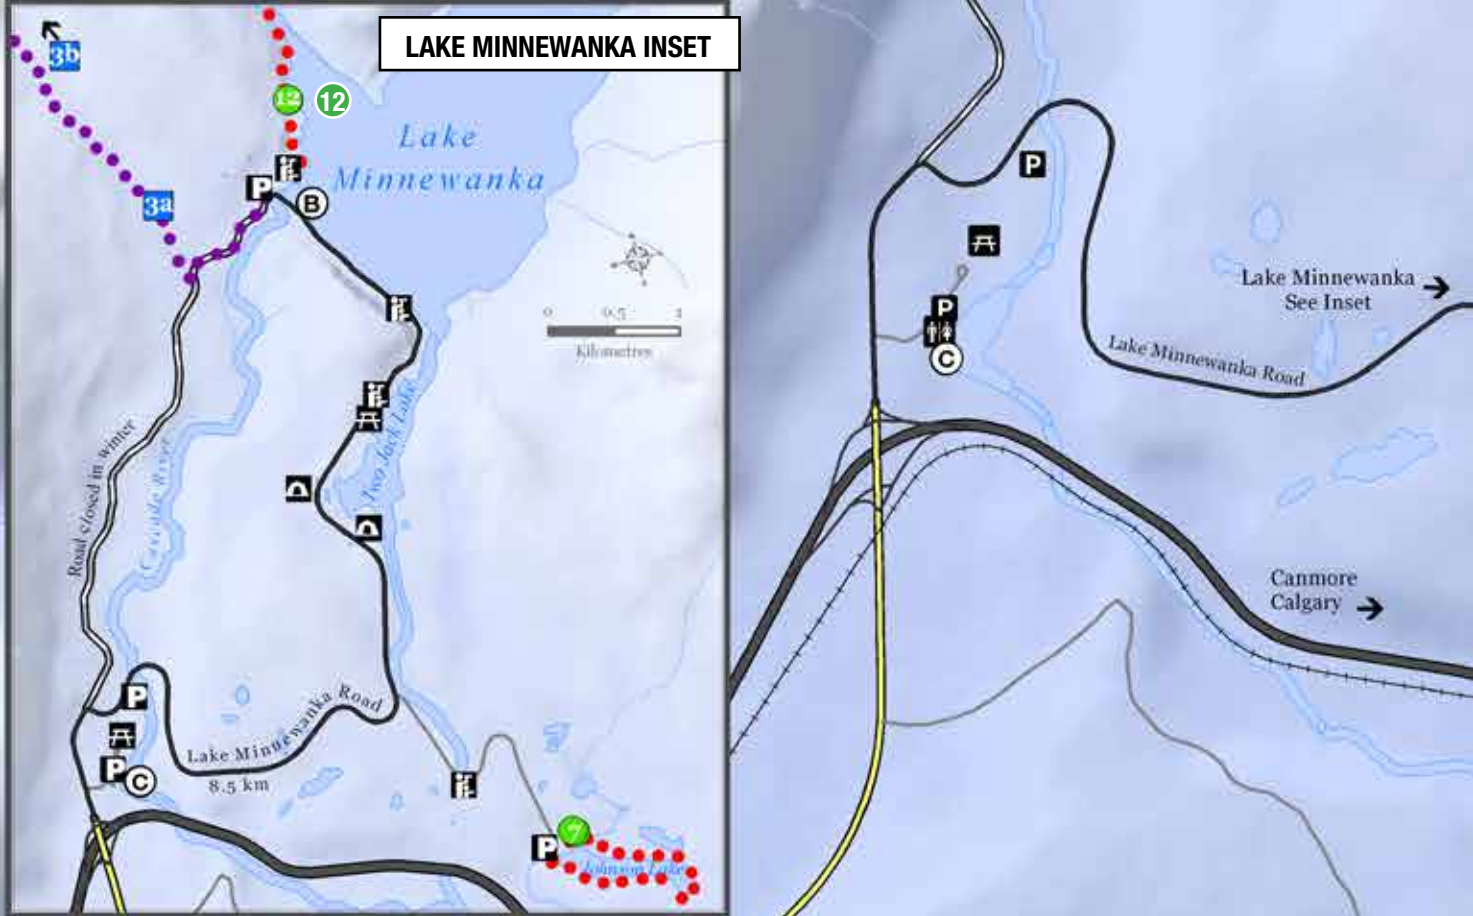 LAKE MINNEWANKA INSET
3b
12
12
Lake
Minnewanka
P
B
3a
0 0.5 1
Kilometres
Road closed in winter
Cascade River
Two Jack Lake
P
Lake Minnewanka Road
8.5 km
P
C
7
P
Johnson Lake
P
Lake Minnewanka
See Inset
P
C
Lake Minnewanka Road
Canmore
Calgary